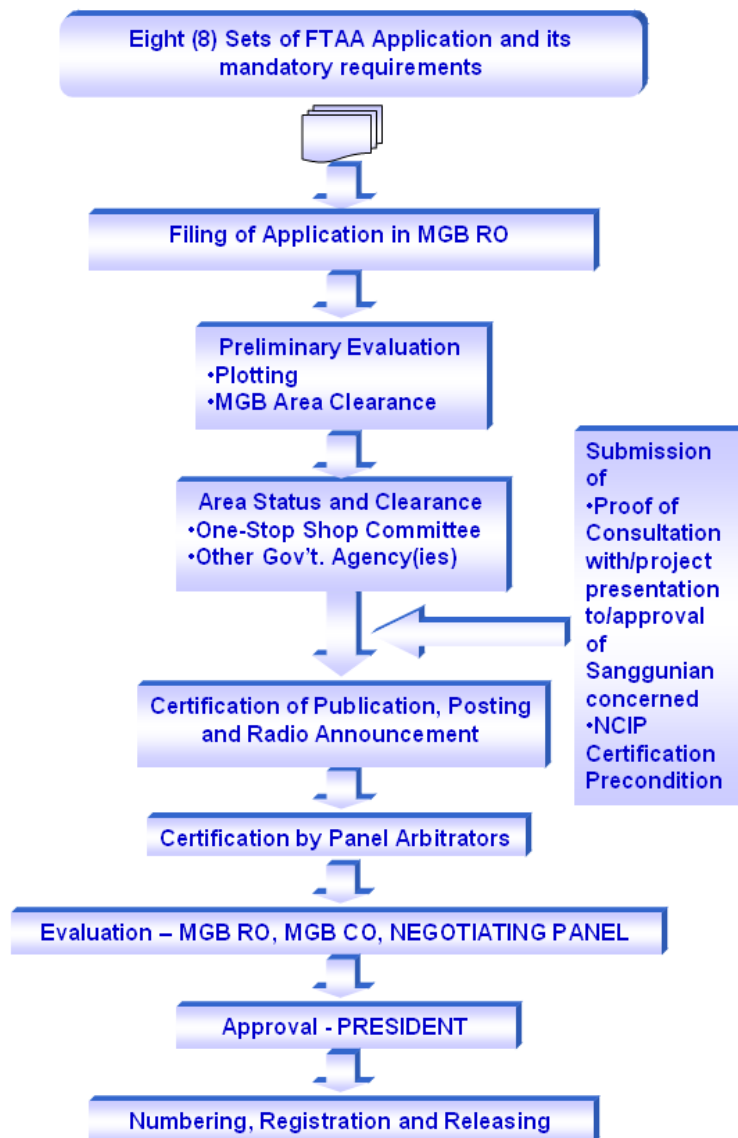 Eight (8) Sets of FTAA Application and its
mandatory requirements
Filing of Application in MGB RO
Preliminary Evaluation
•Plotting
•MGB Area Clearance
Area Status and Clearance
•One-Stop Shop Committee
•Other Gov’t. Agency(ies)
Submission
of
•Proof of
Consultation
with/project
presentation
to/approval
of
Sanggunian
concerned
•NCIP
Certification
Precondition
Certification of Publication, Posting
and Radio Announcement
Certification by Panel Arbitrators
Evaluation – MGB RO, MGB CO, NEGOTIATING PANEL
Approval - PRESIDENT
Numbering, Registration and Releasing